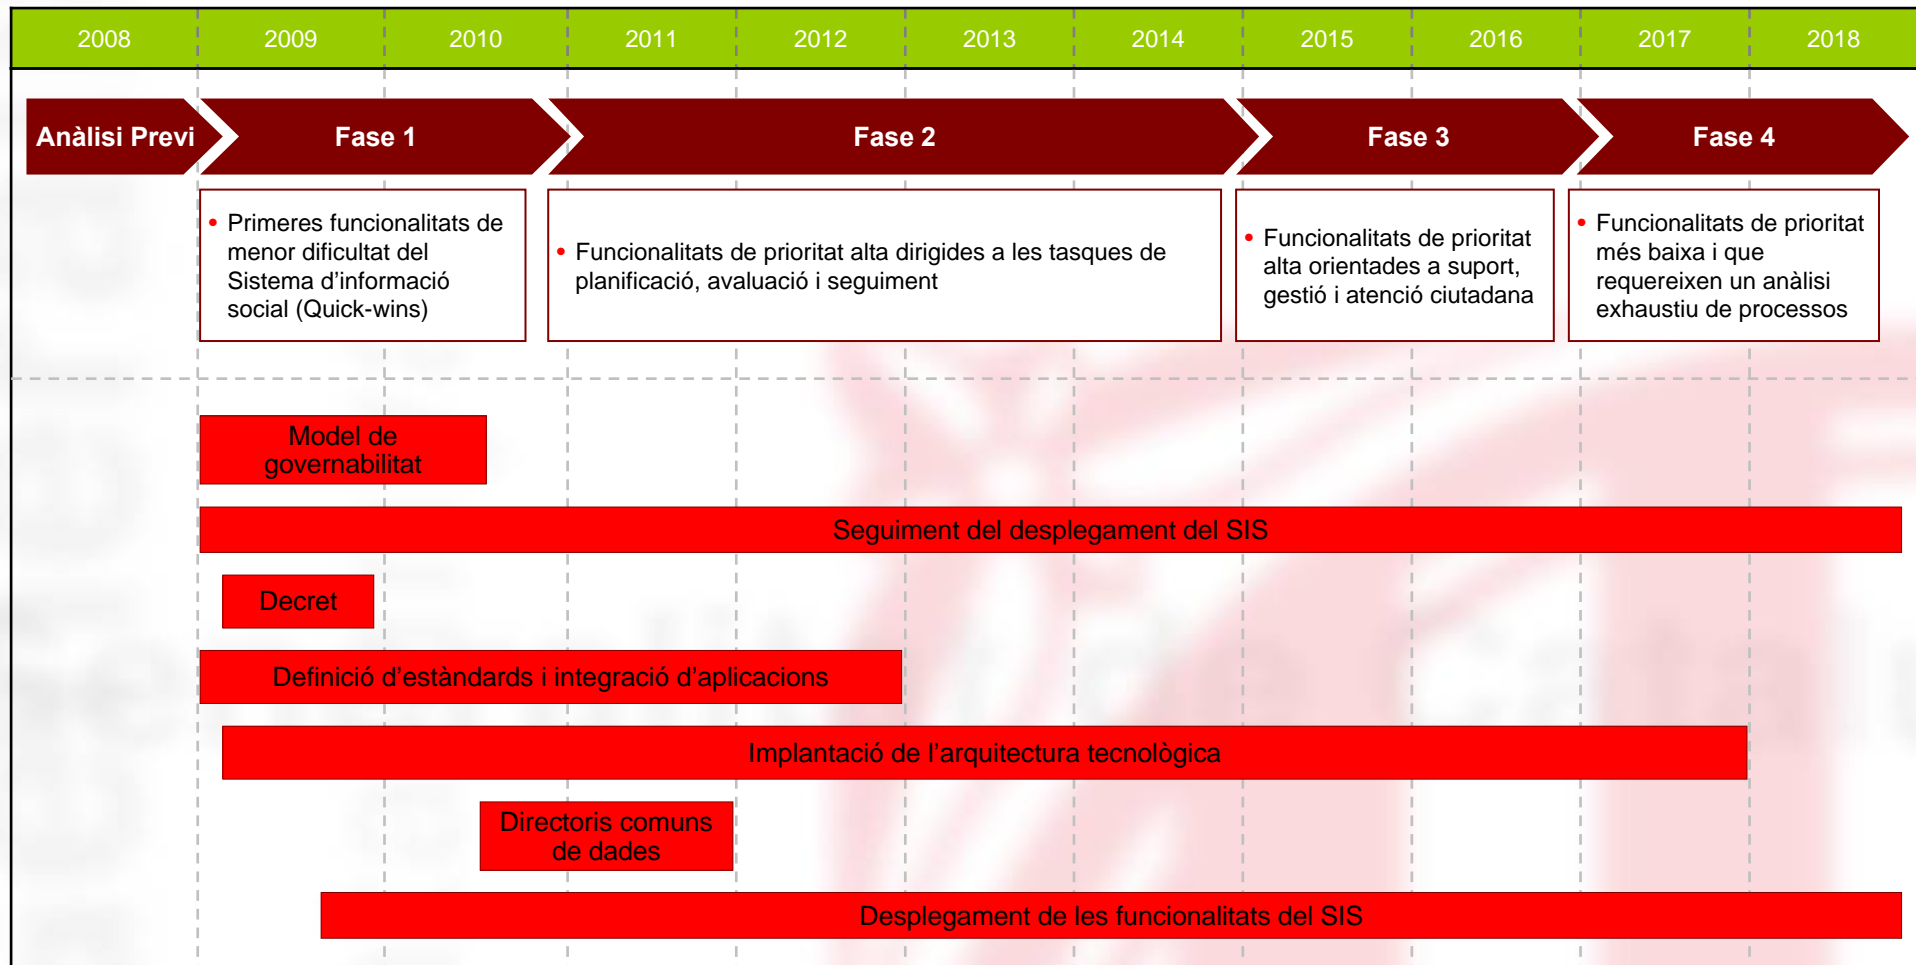 2008 2009 2010 2011 2012 2013 2014 2015 2016 2017 2018
Anàlisi Previ
Fase 1
Fase 2
Fase 3
Fase 4
• Primeres funcionalitats de
menor dificultat del
Sistema d’informació
social (Quick-wins)
• Funcionalitats de prioritat alta dirigides a les tasques de
planificació, avaluació i seguiment
• Funcionalitats de prioritat
alta orientades a suport,
gestió i atenció ciutadana
• Funcionalitats de prioritat
més baixa i que
requereixen un anàlisi
exhaustiu de processos
Model de
governabilitat
Seguiment del desplegament del SIS
Decret
Definició d’estàndards i integració d’aplicacions
Implantació de l’arquitectura tecnològica
Directoris comuns
de dades
Desplegament de les funcionalitats del SIS